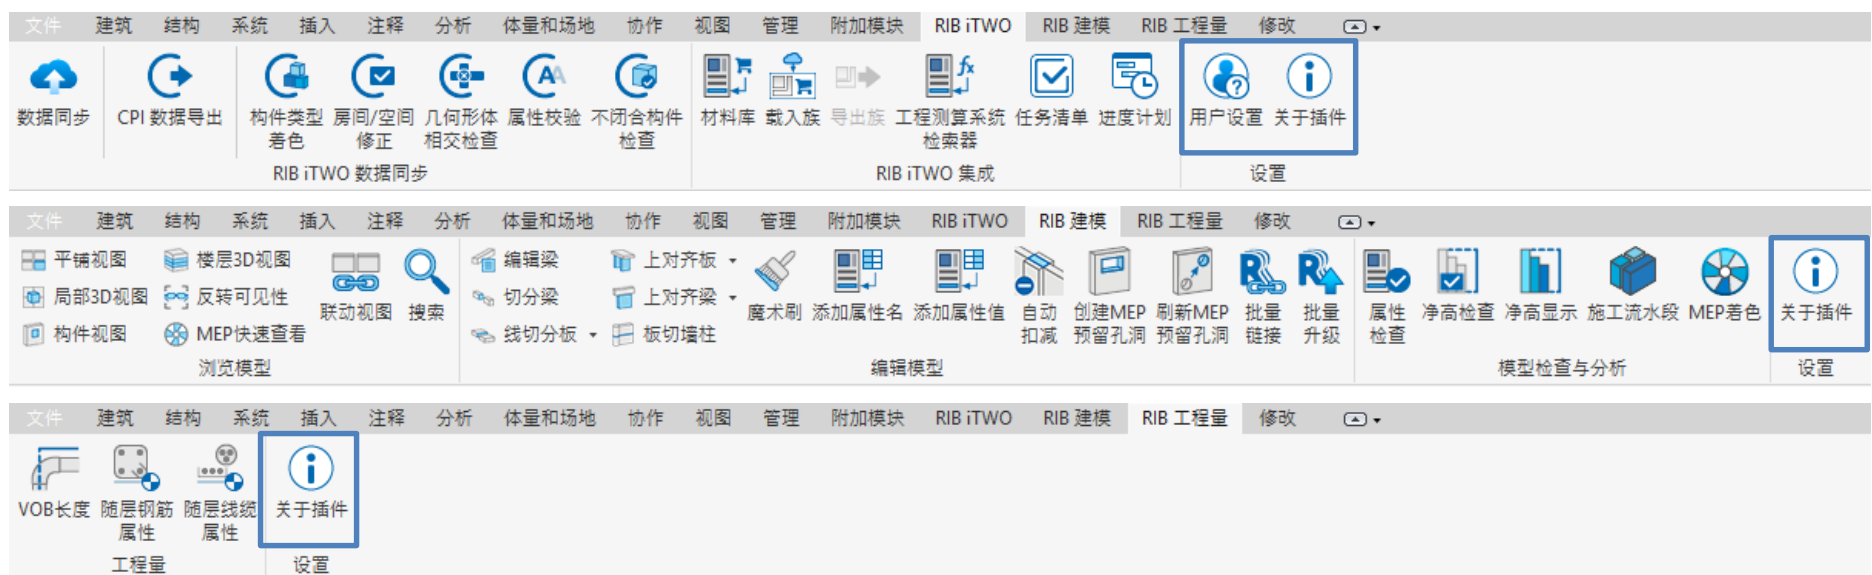 文件 建筑 结构 系统 插入 注释 分析 体量和场地 协作 视图 管理 附加模块 RIB iTWO RIB 建模 RIB 工程量 修改
数据同步 CPI 数据导出 构件类型 房间/空间 几何形体 属性校验 不闭合构件 材料库 载入族 导出族 工程测算系统 任务清单 进度计划 用户设置 关于插件
着色 修正 相交检查 检查 检索器
RIB iTWO 数据同步 RIB iTWO 集成 设置
文件 建筑 结构 系统 插入 注释 分析 体量和场地 协作 视图 管理 附加模块 RIB iTWO RIB 建模 RIB 工程量 修改
平铺视图 楼层3D视图 编辑梁 上对齐板
局部3D视图 反转可见性 切分梁 上对齐梁
联动视图 搜索 魔术刷 添加属性名 添加属性值 自动 创建MEP 刷新MEP 批量 批量 属性 净高检查 净高显示 施工流水段 MEP着色 关于插件
构件视图 MEP快速查看 线切分板 板切墙柱 扣减 预留孔洞 预留孔洞 链接 升级 检查
浏览模型 编辑模型 模型检查与分析 设置
文件 建筑 结构 系统 插入 注释 分析 体量和场地 协作 视图 管理 附加模块 RIB iTWO RIB 建模 RIB 工程量 修改
VOB长度 随层钢筋 随层线缆 关于插件
属性 属性
工程量 设置